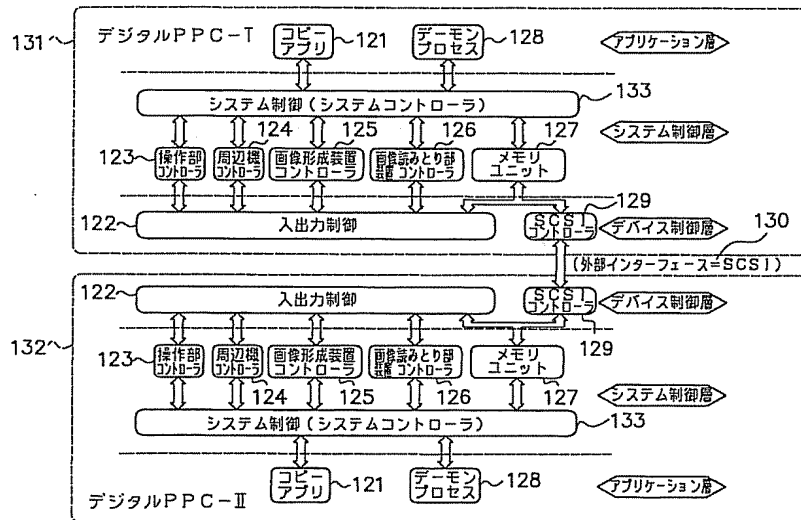 131
デジタルPPC-I
コピー
アプリ
121
デーモン
プロセス
128
アプリケーション層
システム制御(システムコントローラ)
133
システム制御層
123
操作部
コントローラ
124
周辺機
コントローラ
125
画像形成装置
コントローラ
126
画像読みとり部
装置コントローラ
127
メモリ
ユニット
122
入出力制御
129
SCSI
コントローラ
デバイス制御層
130
(外部インターフェース=SCSI)
132
122
入出力制御
SCSI
コントローラ
129
デバイス制御層
123
操作部
コントローラ
周辺機
コントローラ
124
画像形成装置
コントローラ
125
画像読みとり部
装置コントローラ
126
メモリ
ユニット
127
システム制御層
システム制御(システムコントローラ)
133
コピー
アプリ
121
デーモン
プロセス
128
アプリケーション層
デジタルPPC-II